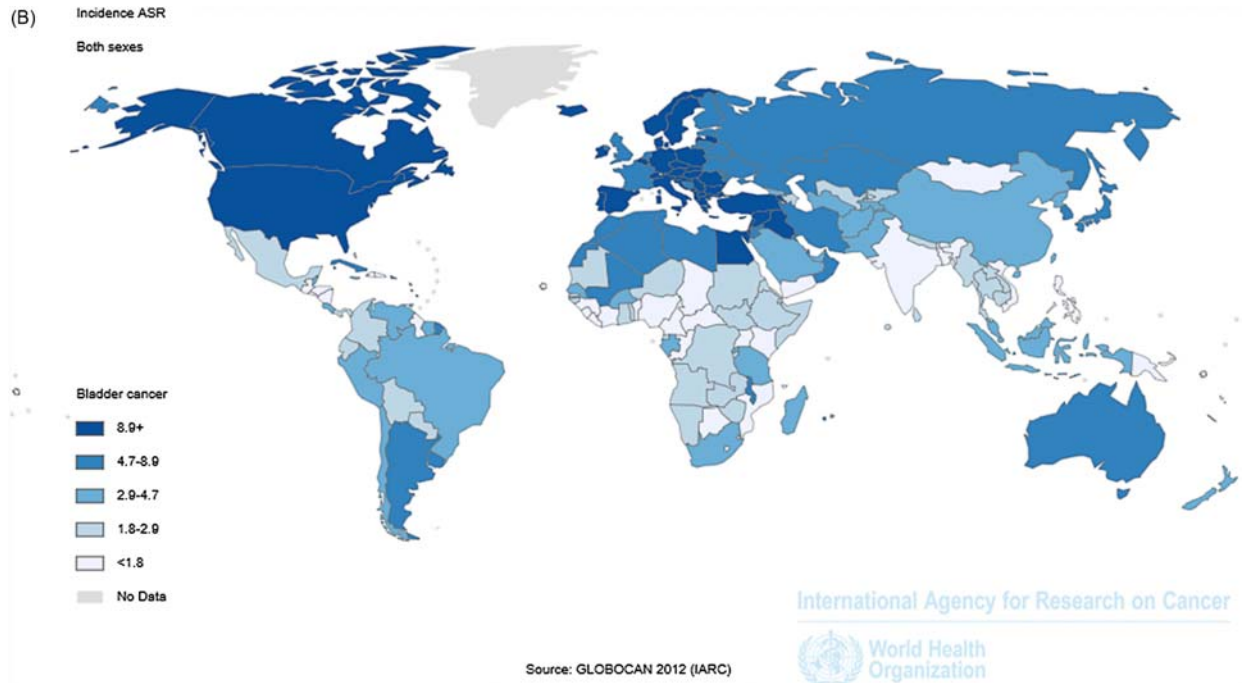 (B)
Incidence ASR
Both sexes
Bladder cancer
8.9+
4.7-8.9
2.9-4.7
1.8-2.9
<1.8
No Data
International Agency for Research on Cancer
World Health
Organization
Source: GLOBOCAN 2012 (IARC)